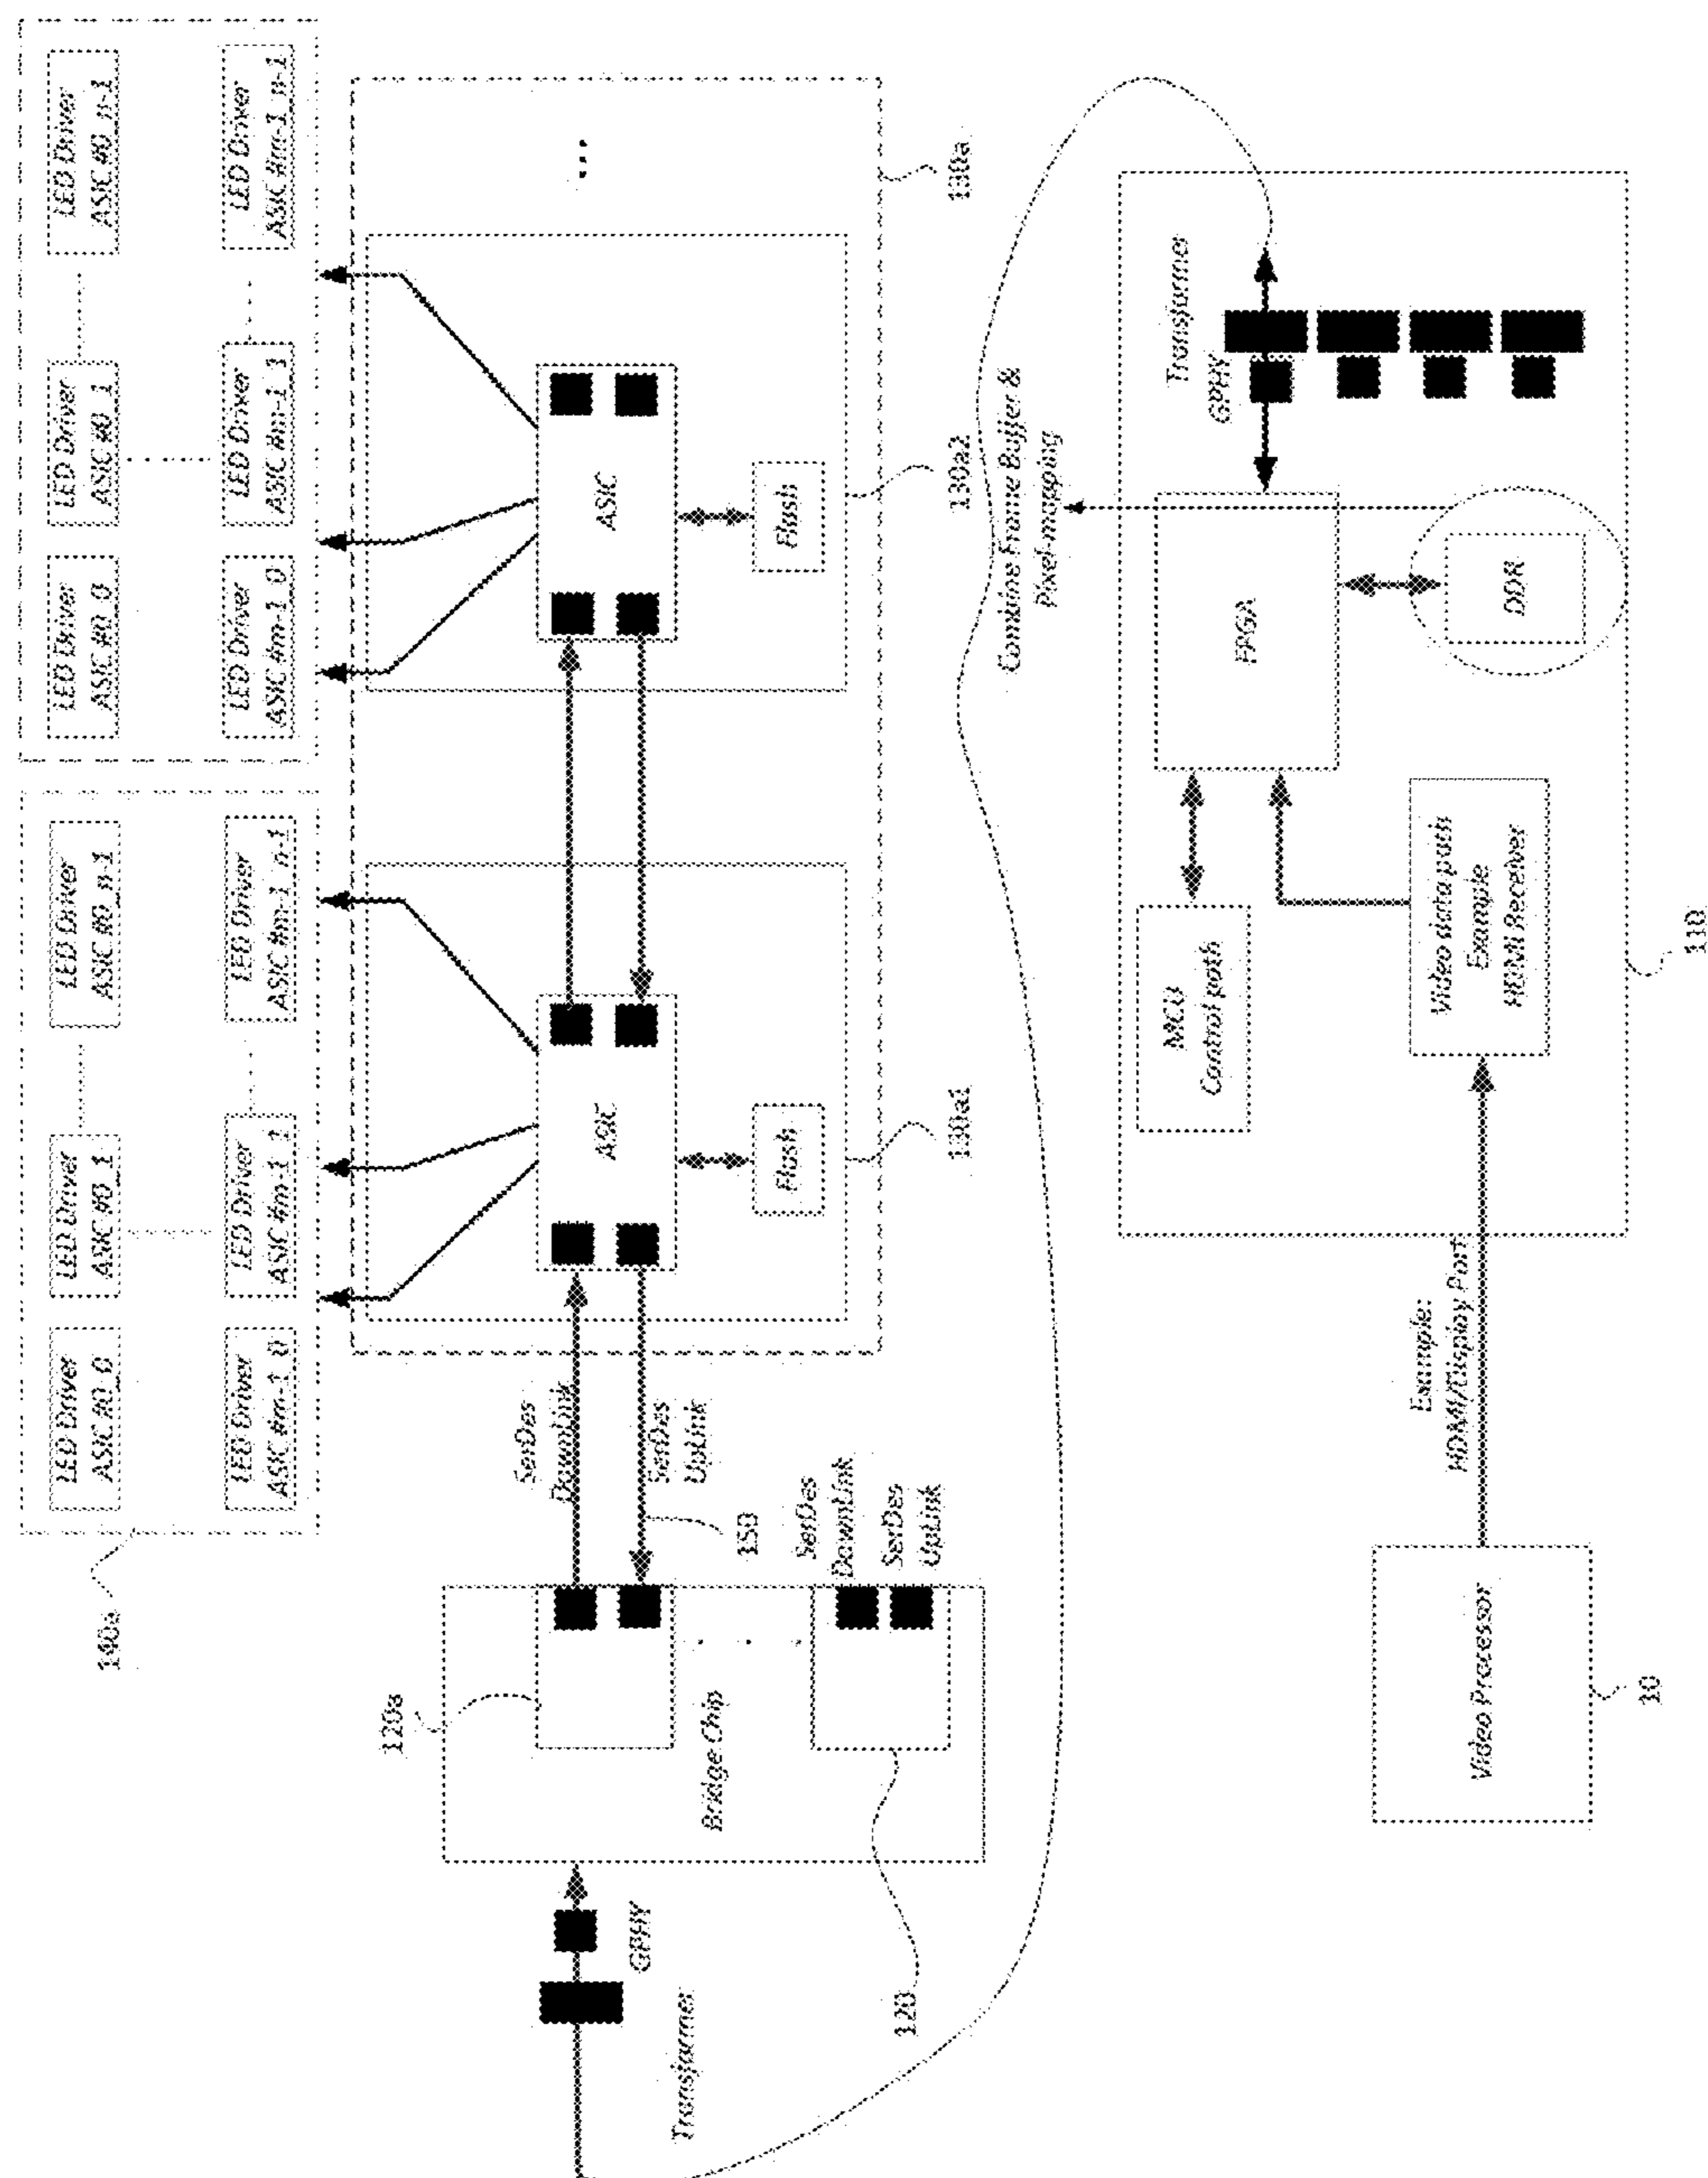 LED Driver
ASIC #0_0
LED Driver
ASIC #0_1
LED Driver
ASIC #0_n-1
LED Driver
ASIC #m-1_0
LED Driver
ASIC #m-1_1
LED Driver
ASIC #m-1_n-1
LED Driver
ASIC #0_0
LED Driver
ASIC #0_1
LED Driver
ASIC #0_n-1
LED Driver
ASIC #m-1_0
LED Driver
ASIC #m-1_1
LED Driver
ASIC #m-1_n-1
140a
120a
SerDes
DownLink
SerDes
UpLink
150
ASIC
Flash
ASIC
Flash
...
Transformer
GPHY
Bridge Chip
SerDes
DownLink
SerDes
UpLink
120
130a1
130a2
130a
Combine Frame Buffer &
Pixel-mapping
Video Processor
10
Example:
HDMI/Display Port
MCU
Control path
Video data path
Example
HDMI Receiver
FPGA
DDR
GPHY
Transformer
110